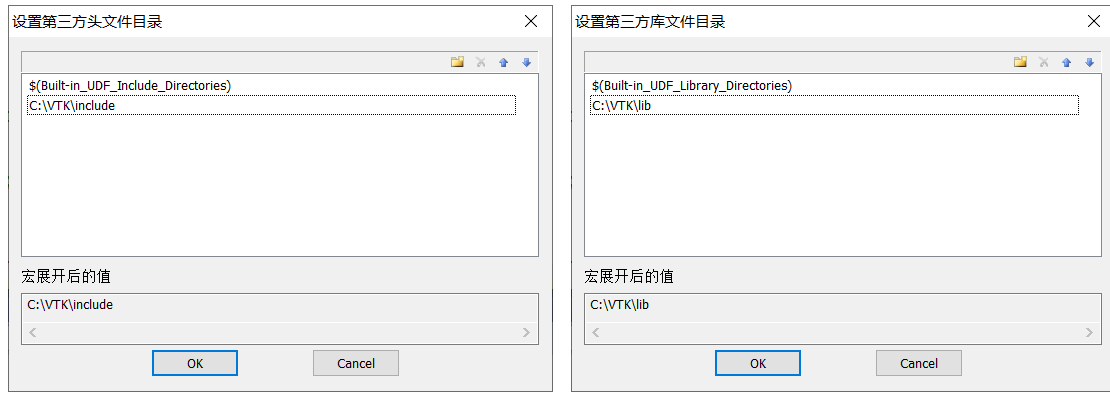 设置第三方头文件目录
$(Built-in_UDF_Include_Directories)
C:\VTK\include
宏展开后的值
C:\VTK\include
OK
Cancel
设置第三方库文件目录
$(Built-in_UDF_Library_Directories)
C:\VTK\lib
宏展开后的值
C:\VTK\lib
OK
Cancel